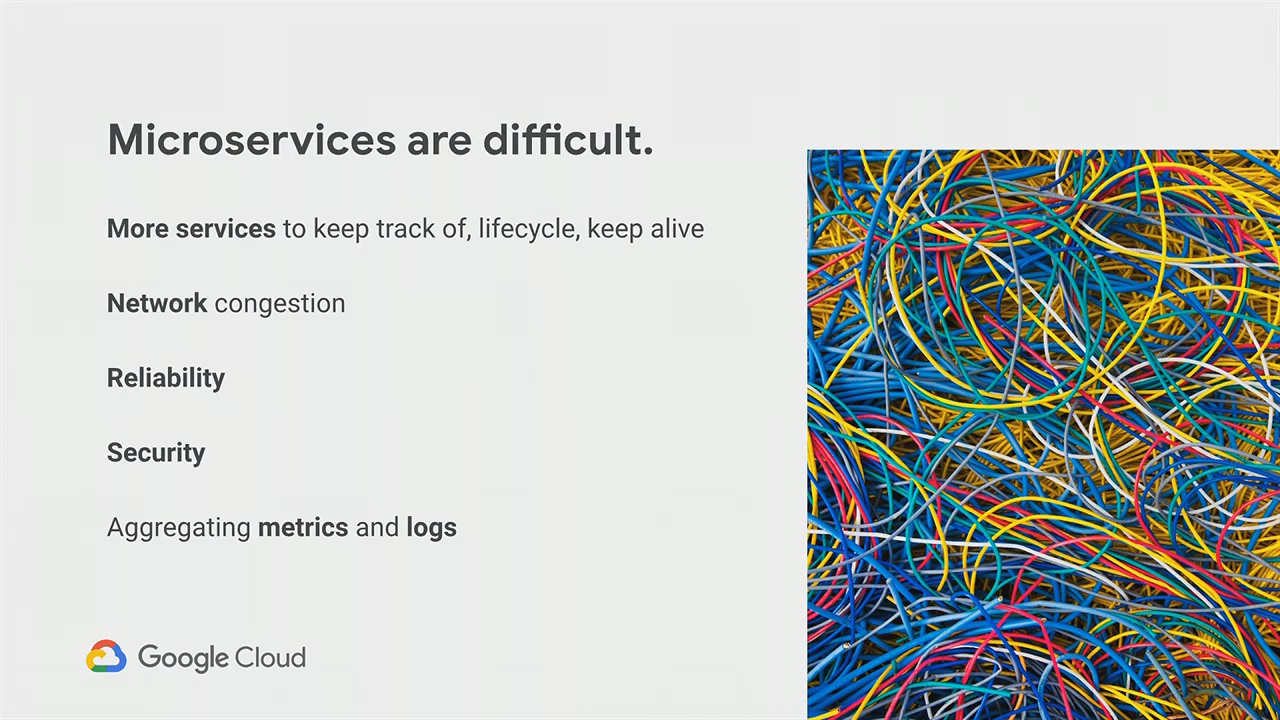 Microservices are difficult.
More services to keep track of, lifecycle, keep alive
Network congestion
Reliability
Security
Aggregating metrics and logs
Google Cloud